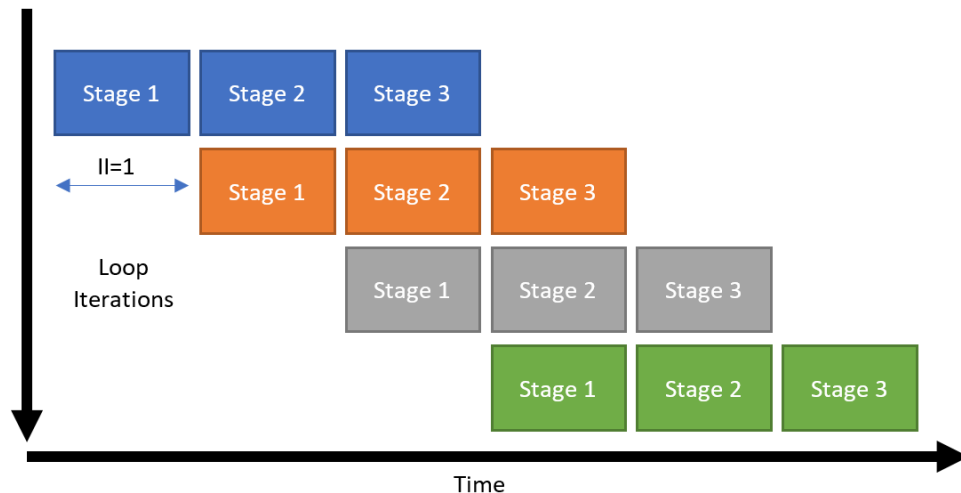 Stage 1 Stage 2 Stage 3
II=1
Stage 1 Stage 2 Stage 3
Loop
Iterations
Stage 1 Stage 2 Stage 3
Stage 1 Stage 2 Stage 3
Time